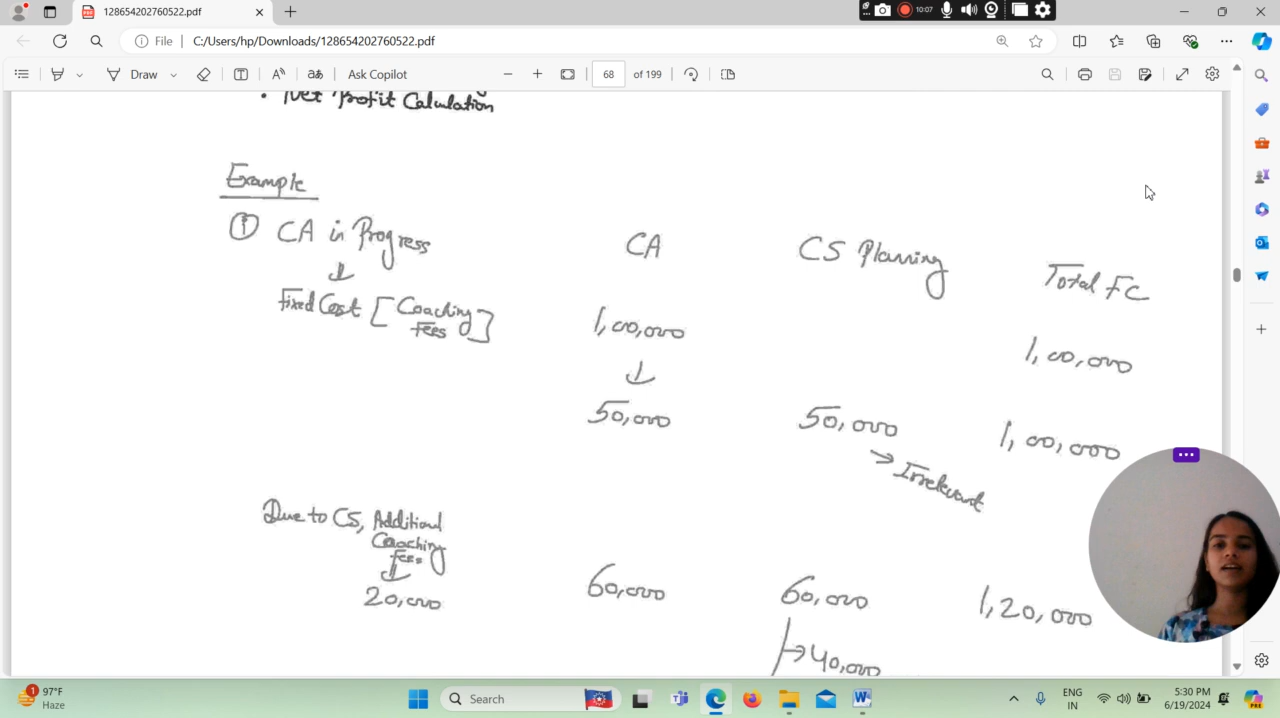 128654202760522.pdf
10:07
File | C:/Users/hp/Downloads/128654202760522.pdf
Draw
Ask Copilot
68 of 199
• Net Profit Calculation
Example
① CA in Progress
CA
CS Planning
Total FC
Fixed Cost [Coaching Fees]
1,00,000
1,00,000
50,000
50,000
1,00,000
→ Irrelevant
Due to CS, Additional
Coaching
fees
20,000
60,000
60,000
1,20,000
→ 40,000
1
97°F
Haze
Search
ENG
IN
5:30 PM
6/19/2024